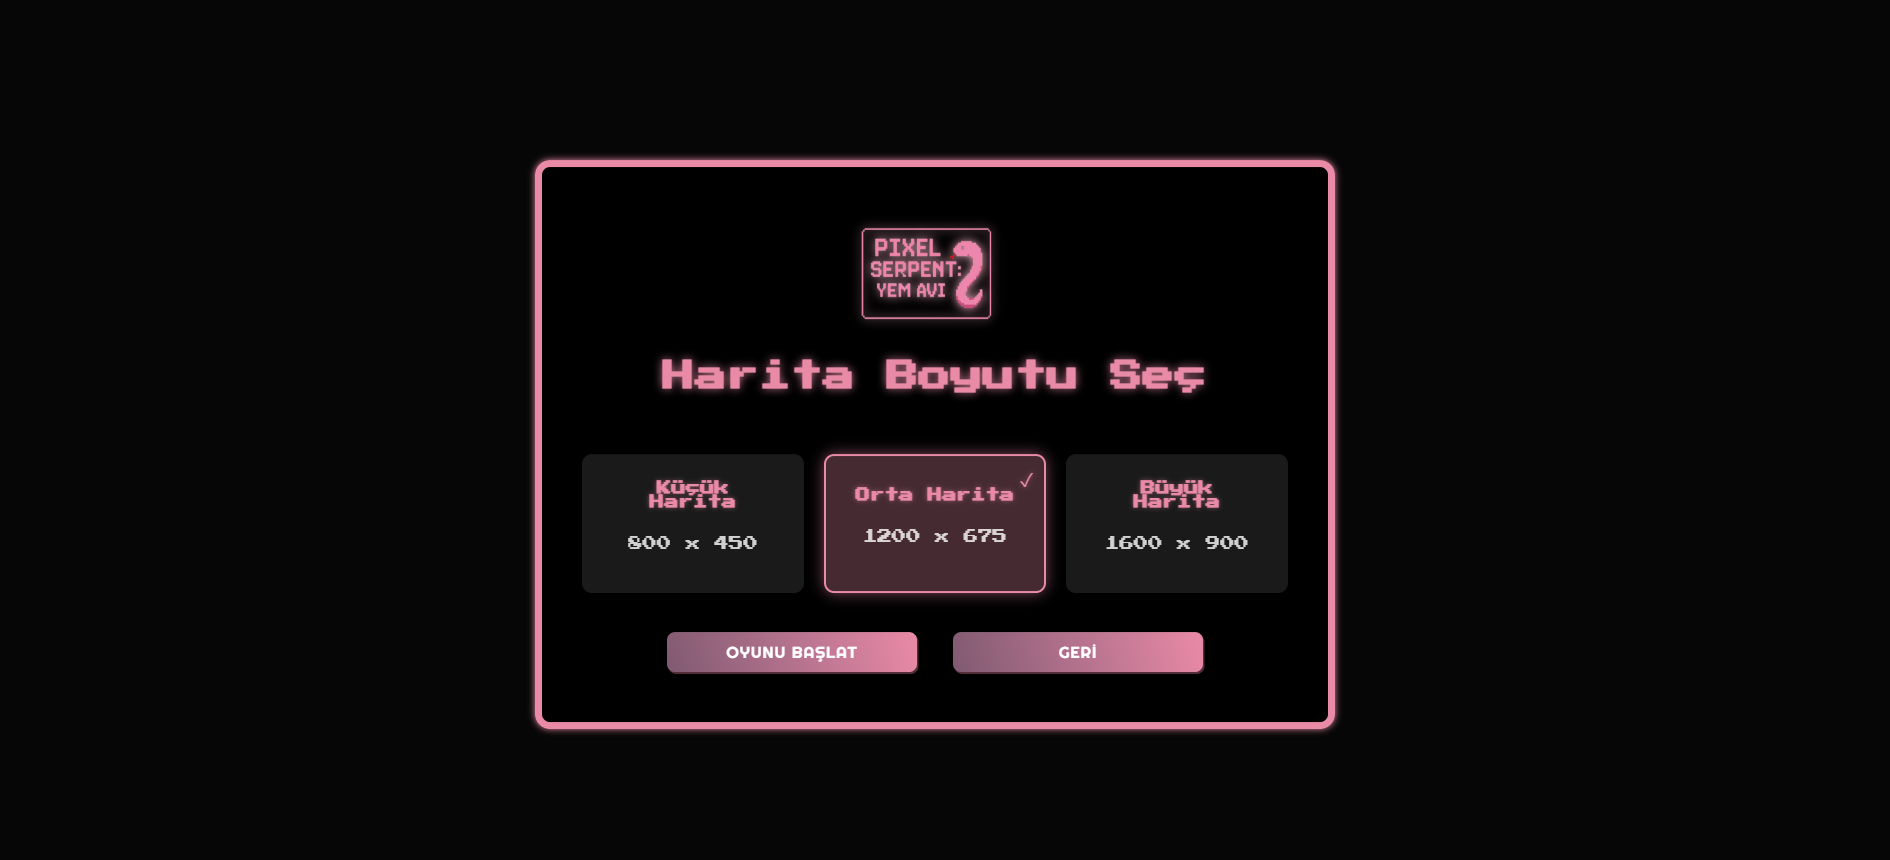 PIXEL
SERPENT:
YEM AVI
Harita Boyutu Seç
Küçük
Harita
800 x 450
Orta Harita
✓
1200 x 675
Büyük
Harita
1600 x 900
OYUNU BAŞLAT
GERİ